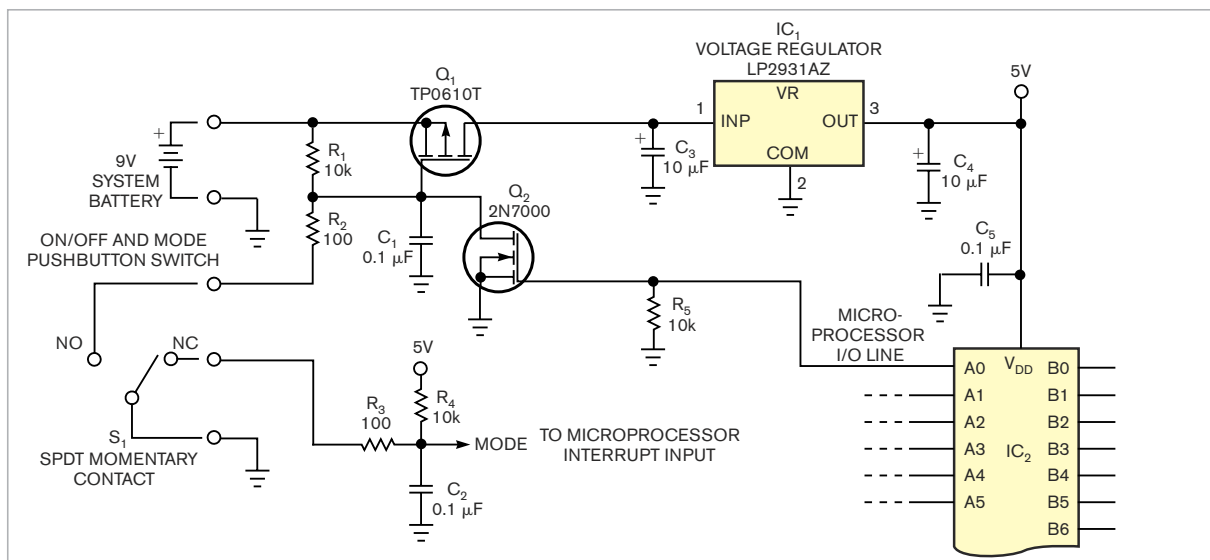 IC1
VOLTAGE REGULATOR
LP2931AZ
Q1
TP0610T
VR
1
INP
OUT
3
COM
2
5V
+
9V
SYSTEM
BATTERY
R1
10k
C3
10 µF
+
C4
10 µF
+
Q2
2N7000
R2
100
C1
0.1 µF
C5
0.1 µF
ON/OFF AND MODE
PUSHBUTTON SWITCH
R5
10k
MICRO-
PROCESSOR
I/O LINE
NO
NC
5V
R4
10k
R3
100
MODE
TO MICROPROCESSOR
INTERRUPT INPUT
S1
SPDT MOMENTARY
CONTACT
C2
0.1 µF
VDD
A0
B0
A1
B1
A2
B2
A3
B3
IC2
A4
B4
A5
B5
B6